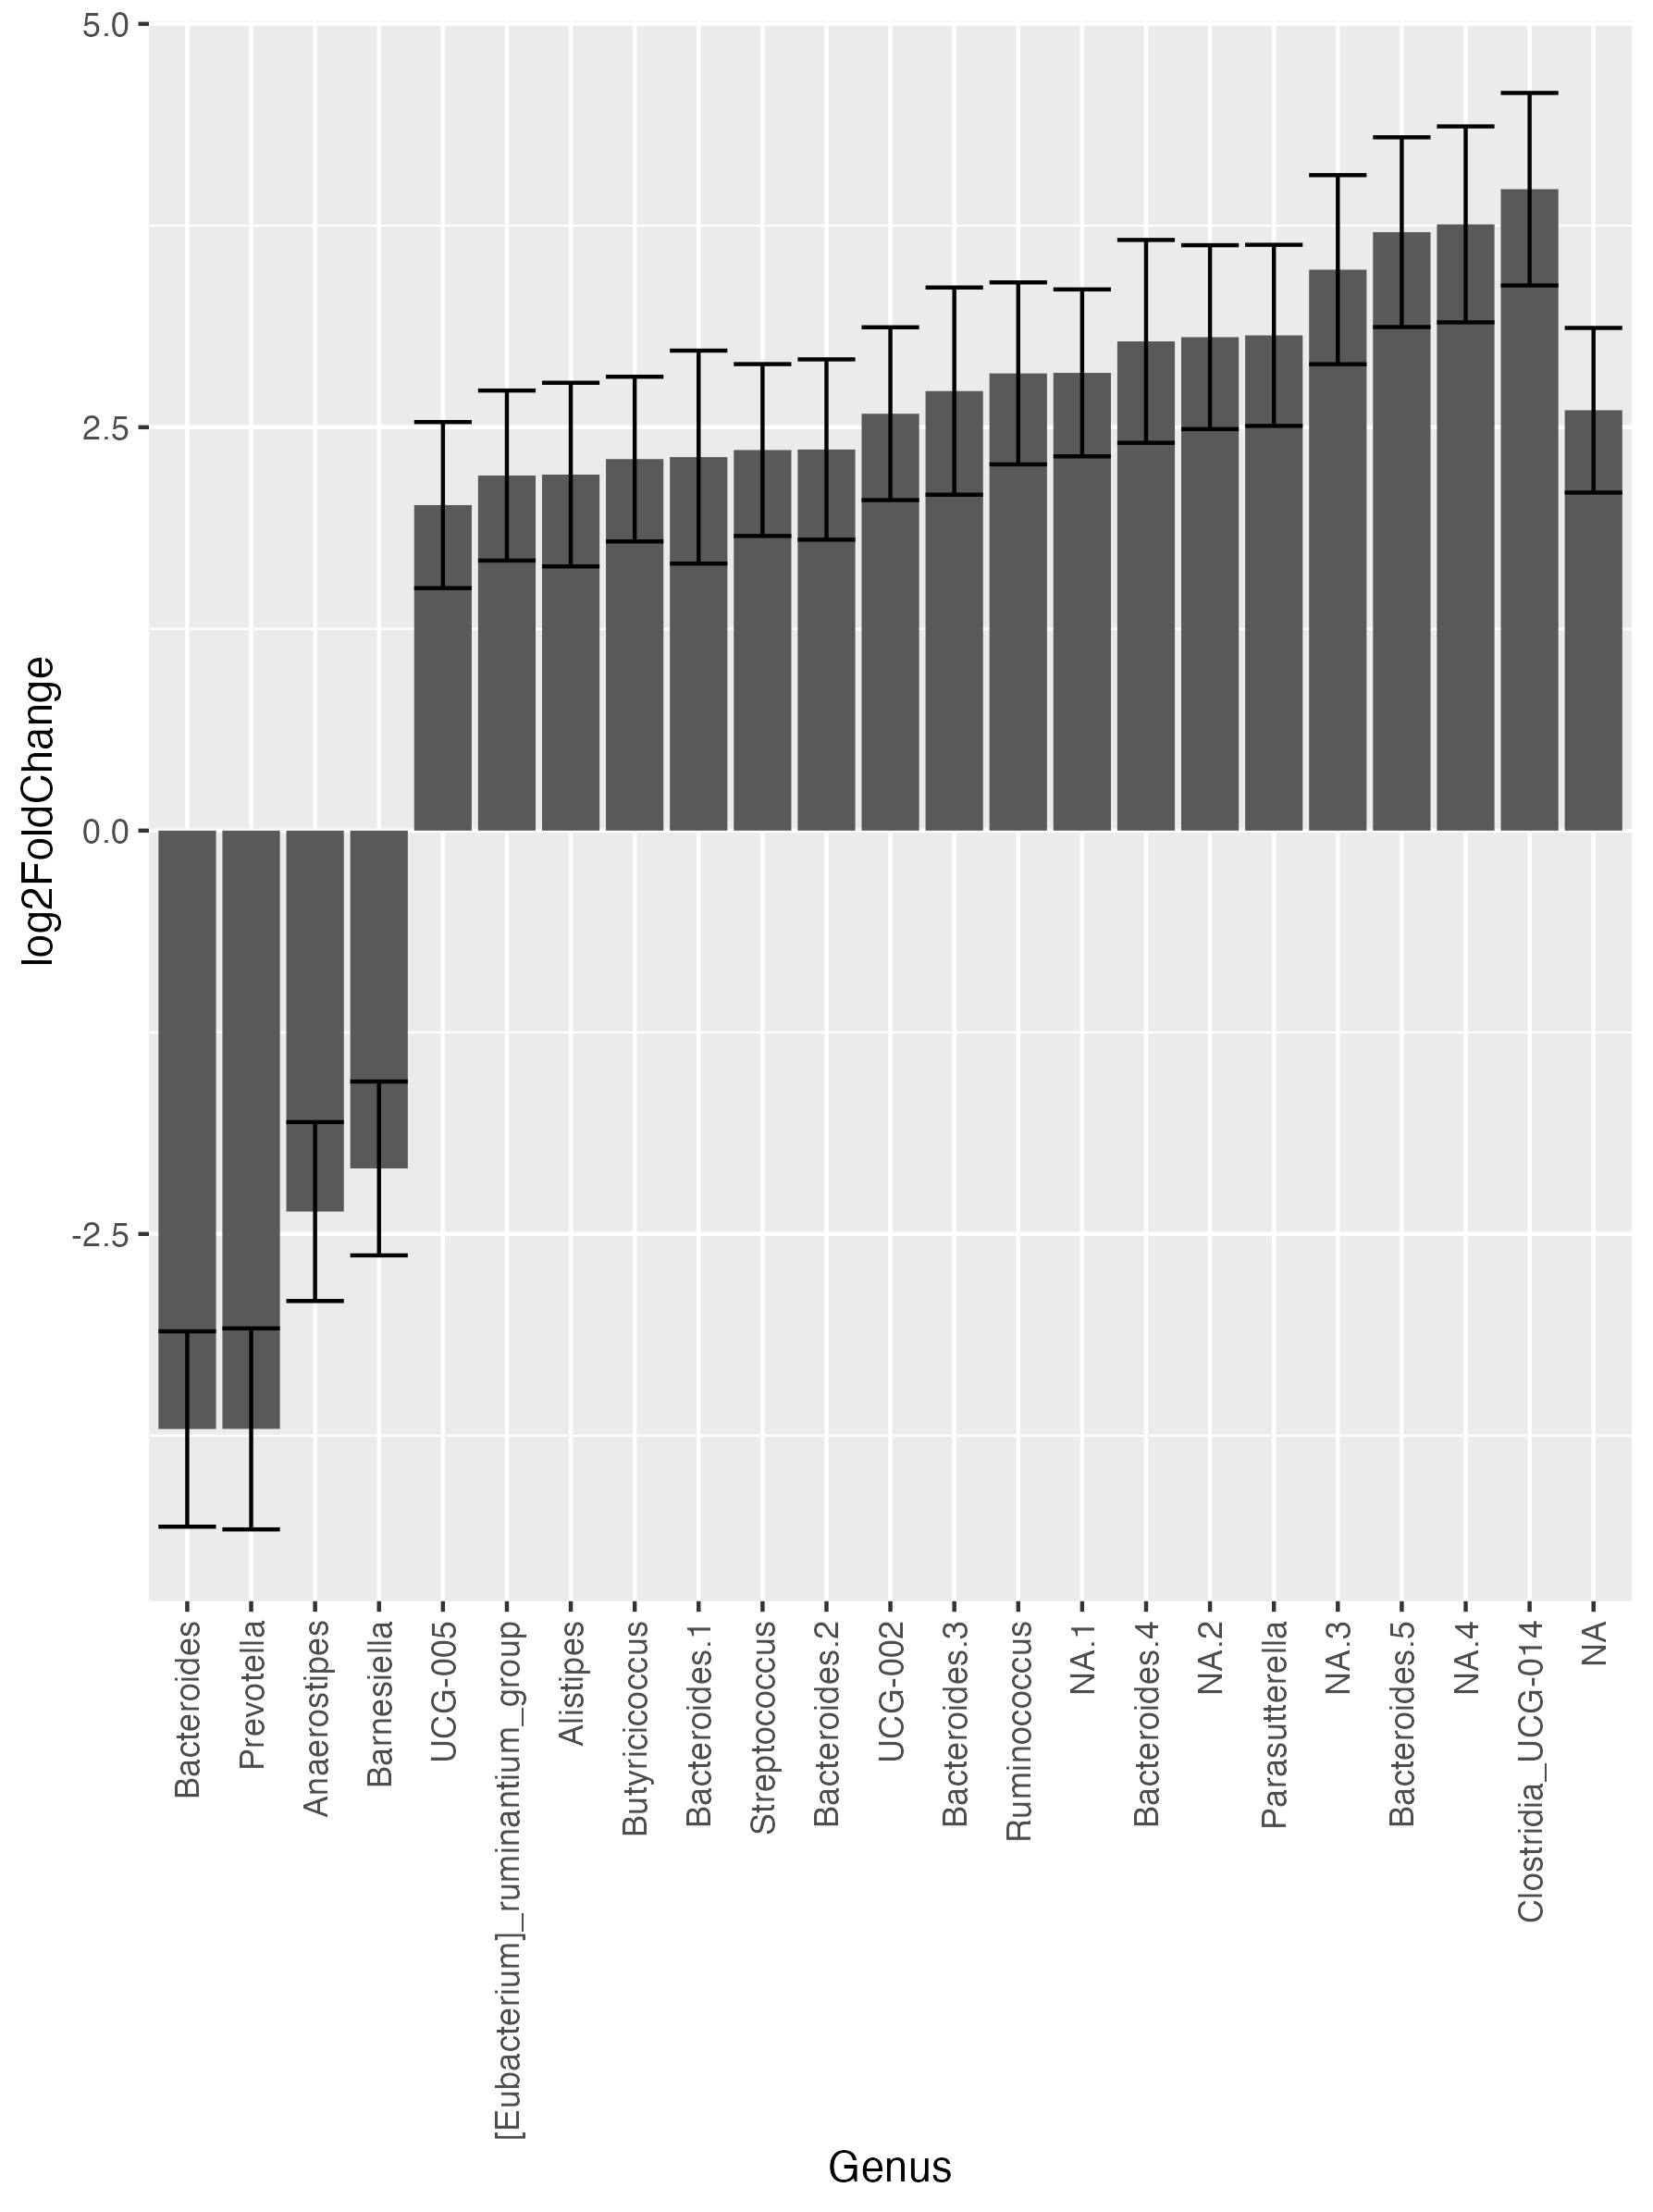 5.0
2.5
0.0
-2.5
log2FoldChange
Bacteroides
Prevotella
Anaerostipes
Barnesiella
UCG-005
[Eubacterium]_ruminantium_group
Alistipes
Butyricicoccus
Bacteroides.1
Streptococcus
Bacteroides.2
UCG-002
Bacteroides.3
Ruminococcus
NA.1
Bacteroides.4
NA.2
Parasutterella
NA.3
Bacteroides.5
NA.4
Clostridia_UCG-014
NA
Genus